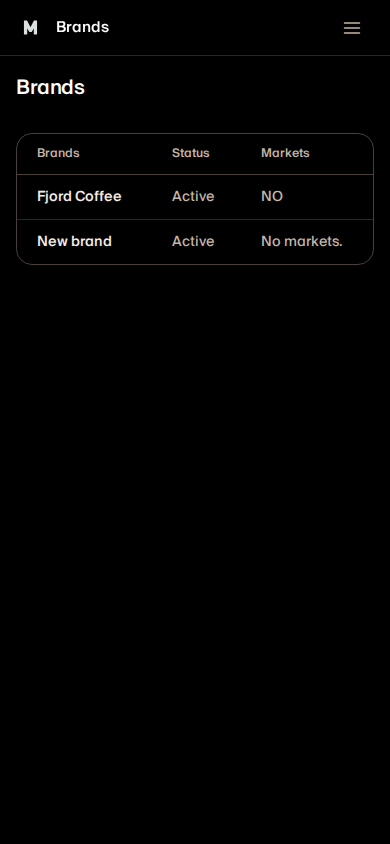 M Brands
Brands
Brands Status Markets
Fjord Coffee Active NO
New brand Active No markets.